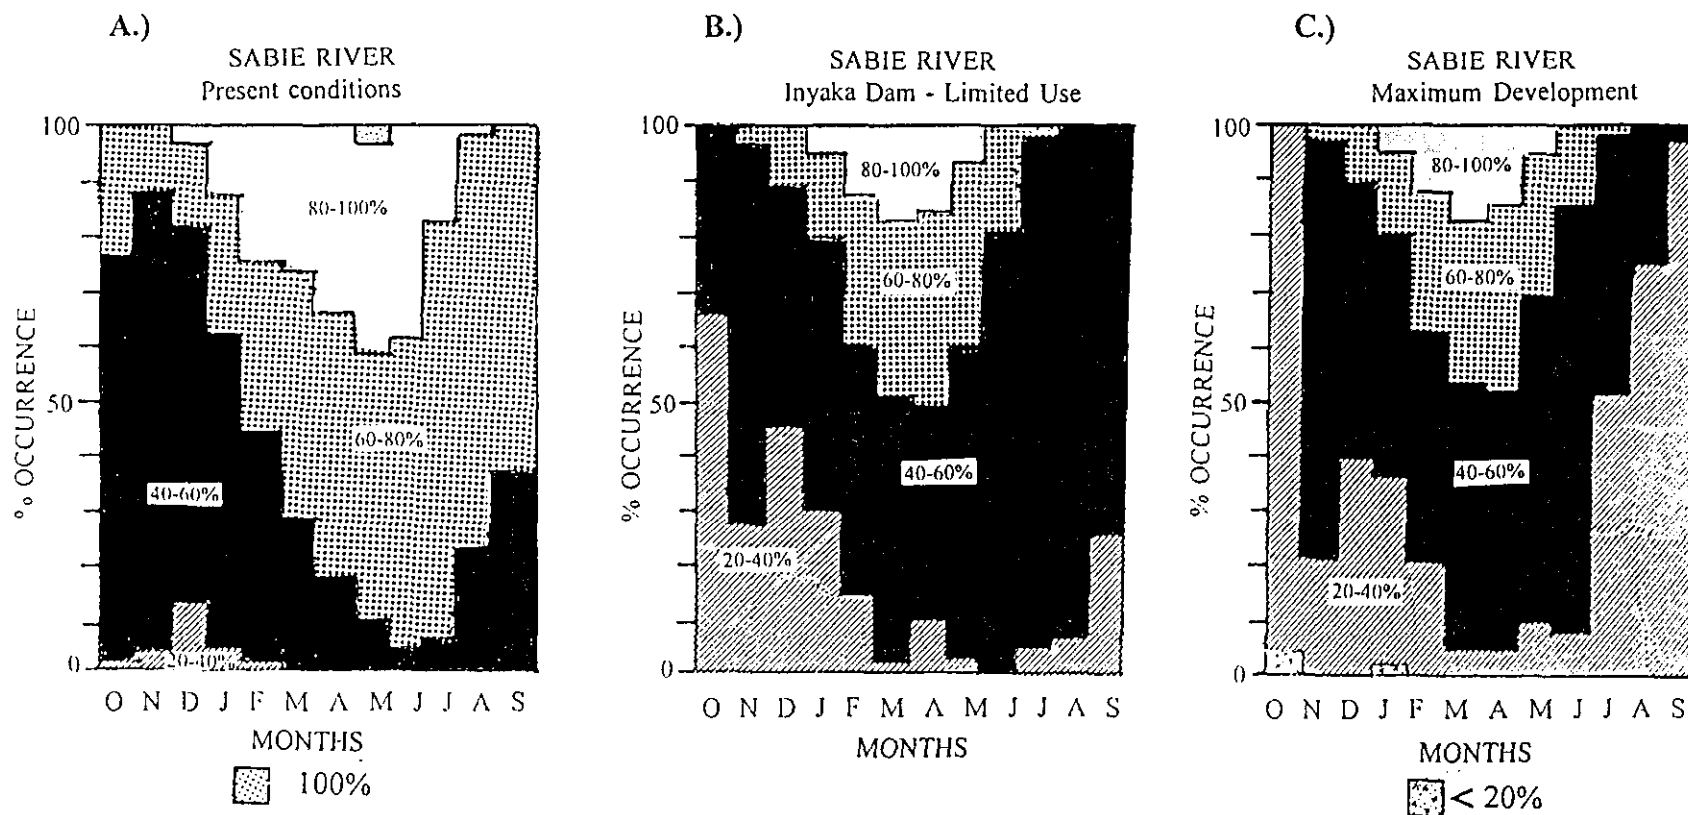 A.)
SABIE RIVER
Present conditions
100
50
0
% OCCURRENCE
80-100%
60-80%
40-60%
20-40%
O N D J F M A M J J A S
MONTHS
100%
B.)
SABIE RIVER
Inyaka Dam - Limited Use
100
50
0
% OCCURRENCE
80-100%
60-80%
40-60%
20-40%
O N D J F M A M J J A S
MONTHS
C.)
SABIE RIVER
Maximum Development
100
50
0
% OCCURRENCE
80-100%
60-80%
40-60%
20-40%
O N D J F M A M J J A S
MONTHS
< 20%